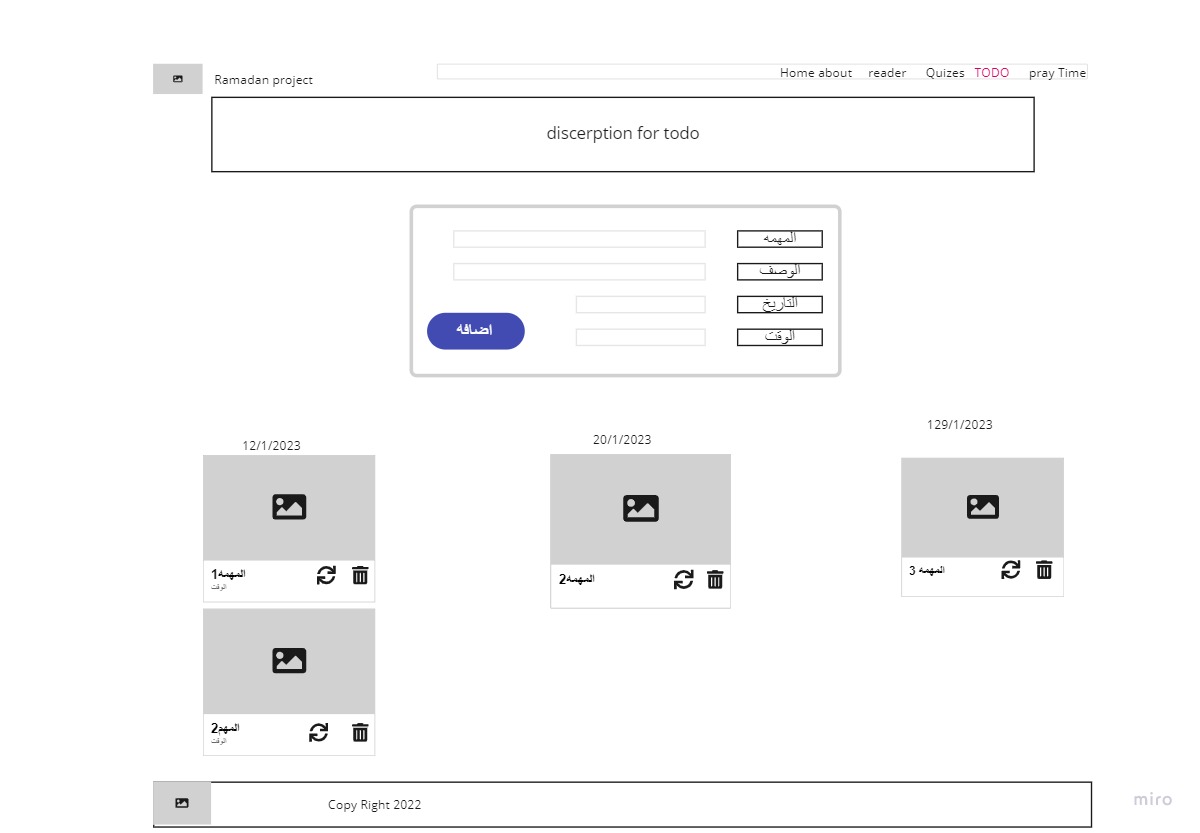 Ramadan project
Home about reader Quizes TODO pray Time
discerption for todo
المهمه
الوصف
التاريخ
الوقت
اضافه
12/1/2023
20/1/2023
129/1/2023
المهمه1
الوقت
المهمه2
المهمه 3
المهم2
الوقت
Copy Right 2022
miro